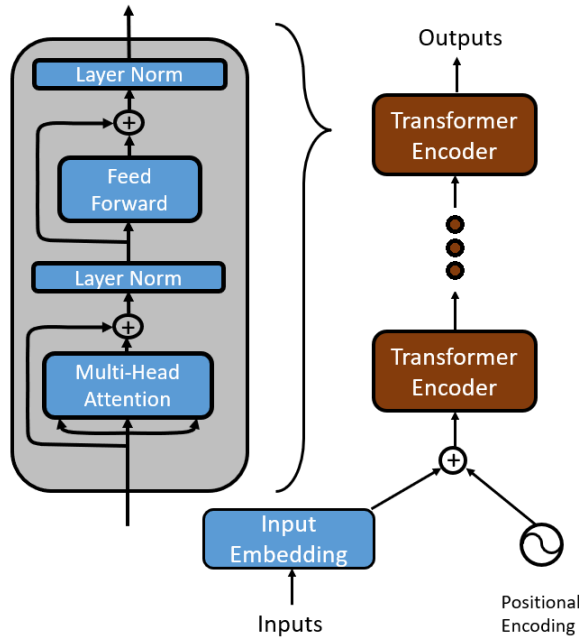 Layer Norm
+
Feed
Forward
Layer Norm
+
Multi-Head
Attention
Outputs
Transformer
Encoder
Transformer
Encoder
+
Input
Embedding
Inputs
Positional
Encoding